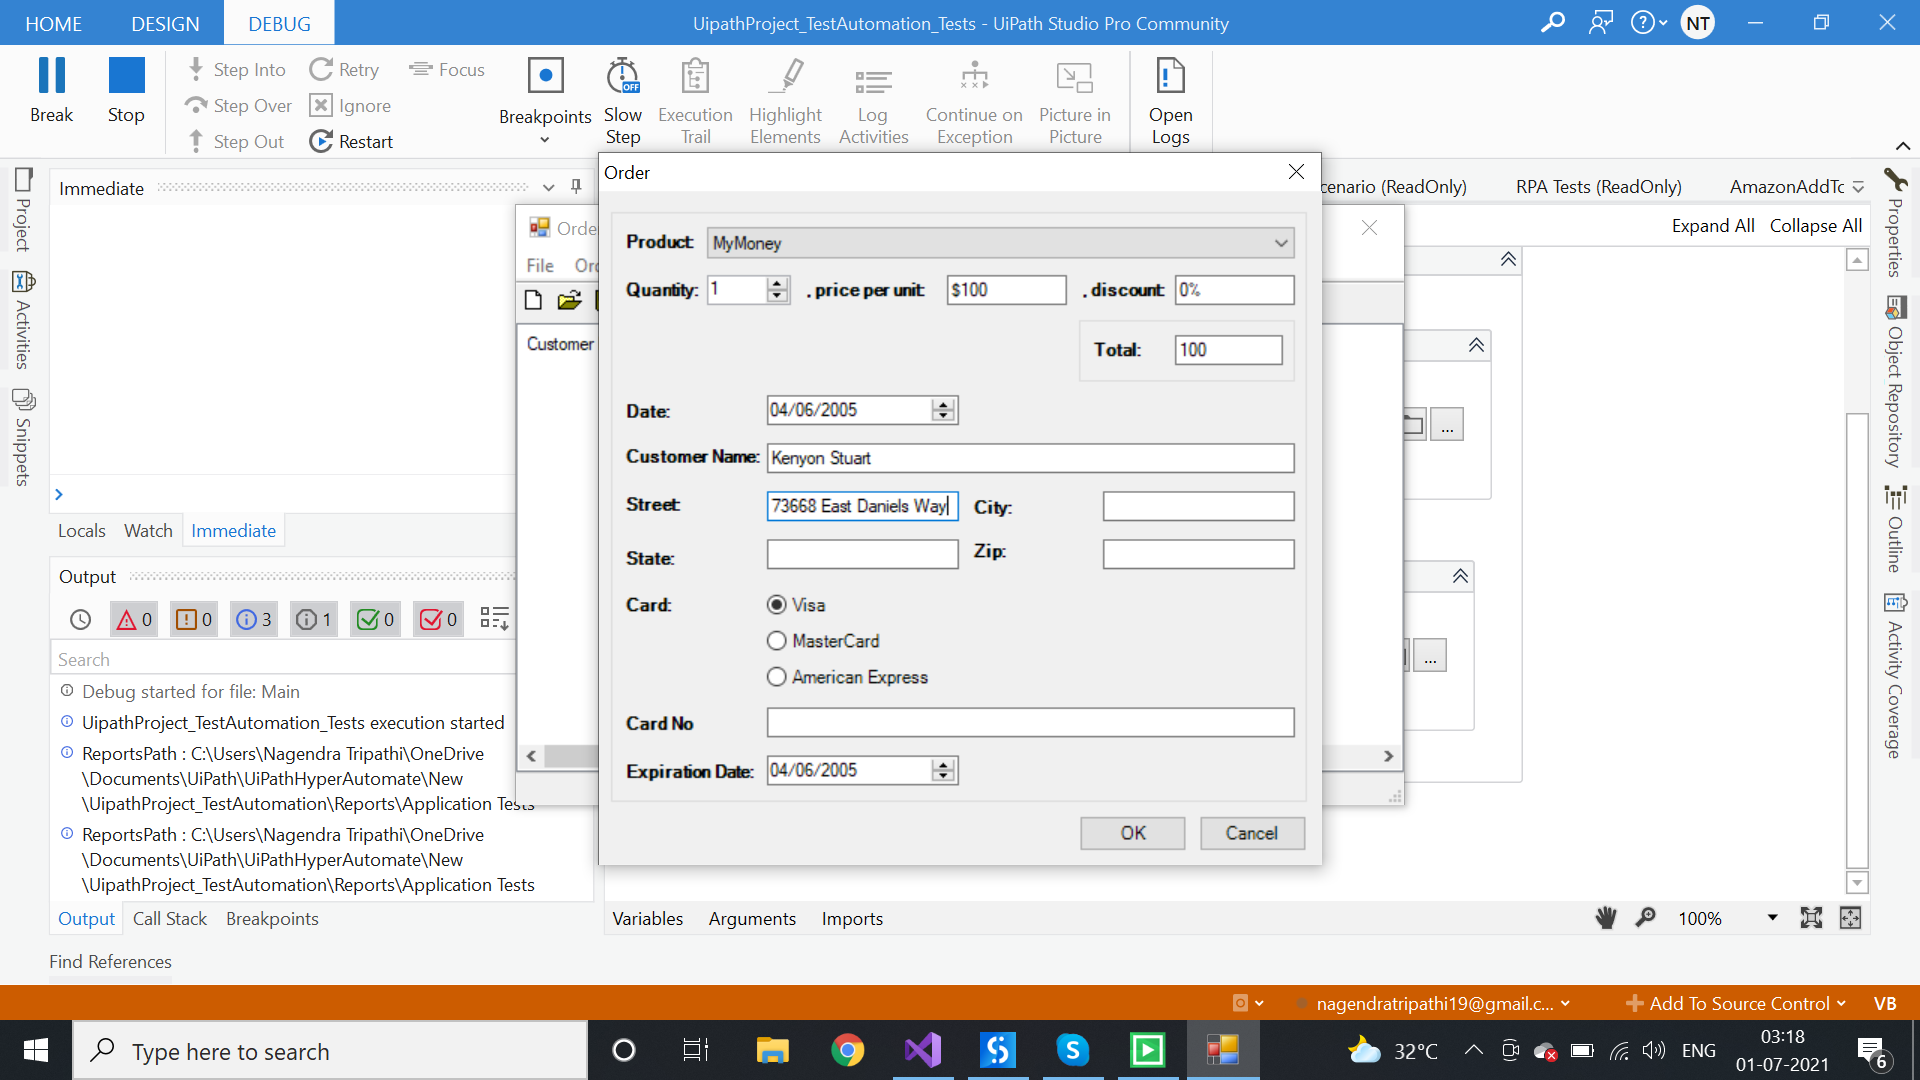 HOME DESIGN DEBUG UipathProject_TestAutomation_Tests - UiPath Studio Pro Community NT
Step Into Retry Focus
Step Over Ignore
Step Out Restart
Break Stop Breakpoints Slow Step Execution Trail Highlight Elements Log Activities Continue on Exception Picture in Picture Open Logs
OFF
Project
Activities
Snippets
Immediate
Locals Watch Immediate
Output
0 0 3 1 0 0
Search
Debug started for file: Main
UipathProject_TestAutomation_Tests execution started
ReportsPath : C:\Users\Nagendra Tripathi\OneDrive
\Documents\UiPath\UiPathHyperAutomate\New
\UipathProject_TestAutomation\Reports\Application Tests
ReportsPath : C:\Users\Nagendra Tripathi\OneDrive
\Documents\UiPath\UiPathHyperAutomate\New
\UipathProject_TestAutomation\Reports\Application Tests
Output Call Stack Breakpoints
Find References
Orde
File Ord
Customer
Order
Product: MyMoney
Quantity: 1 , price per unit: $100 , discount: 0%
Total: 100
Date: 04/06/2005
Customer Name: Kenyon Stuart
Street: 73668 East Daniels Way City:
State: Zip:
Card: Visa
MasterCard
American Express
Card No
Expiration Date: 04/06/2005
OK Cancel
cenario (ReadOnly) RPA Tests (ReadOnly) AmazonAddTc
Expand All Collapse All
...
...
Properties
Object Repository
Outline
Activity Coverage
Variables Arguments Imports 100%
nagendratripathi19@gmail.c... Add To Source Control VB
Type here to search
32°C ENG 03:18
01-07-2021
6